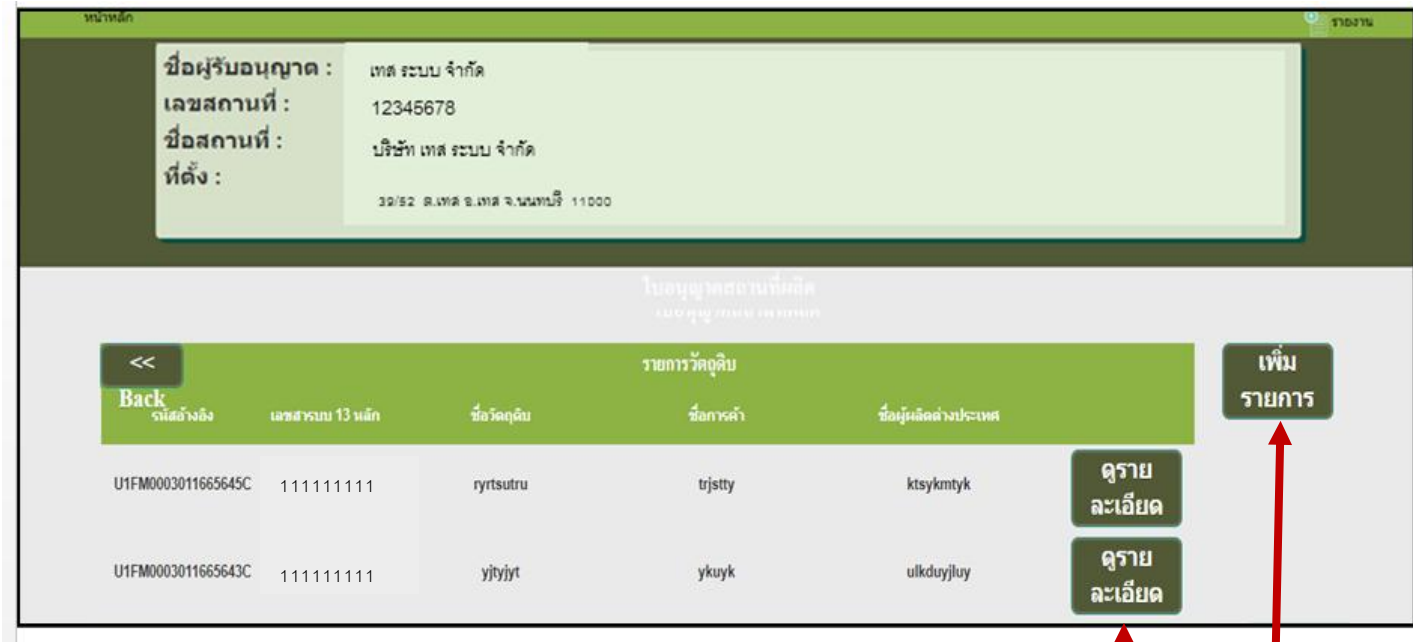 หน้าหลัก
รายงาน
ชื่อผู้รับอนุญาต : เทส ระบบ จำกัด
เลขสถานที่ : 12345678
ชื่อสถานที่ : บริษัท เทส ระบบ จำกัด
ที่ตั้ง :
39/52 ต.เทส อ.เทส จ.นนทบุรี 11000
ใบอนุญาตสถานที่ผลิต
<<
Back
รายการวัตถุดิบ
เพิ่ม
รายการ
รหัสอ้างอิง เลขสารบบ 13 หลัก ชื่อวัตถุดิบ ชื่อการค้า ชื่อผู้ผลิตต่างประเทศ
U1FM0003011665645C 111111111 ryrtsutru trjstty ktsykmtyk ดูราย
ละเอียด
U1FM0003011665643C 111111111 yjtyjyt ykuyk ulkduyjluy ดูราย
ละเอียด